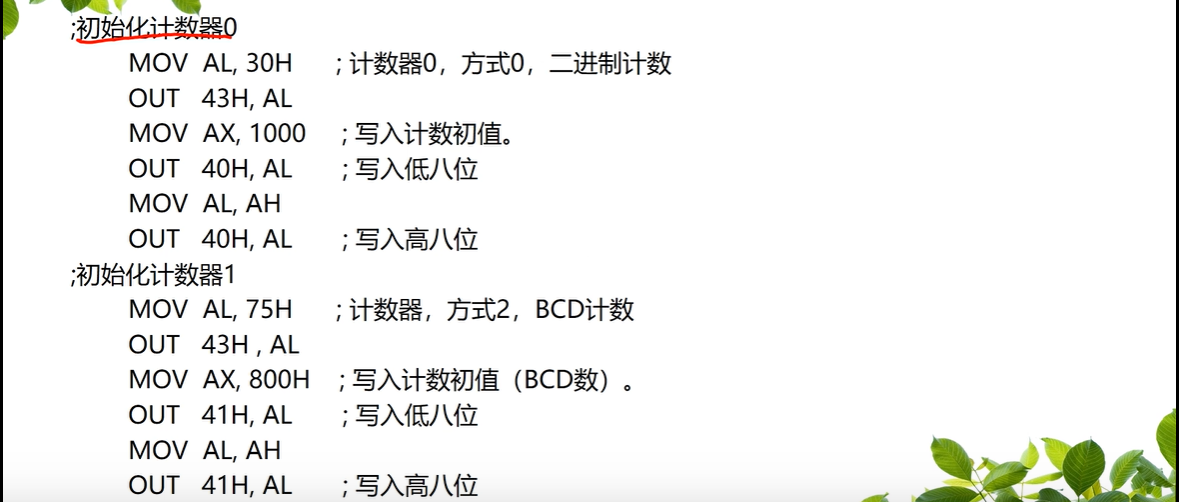 ;初始化计数器0
MOV AL, 30H ; 计数器0，方式0，二进制计数
OUT 43H, AL
MOV AX, 1000 ; 写入计数初值。
OUT 40H, AL ; 写入低八位
MOV AL, AH
OUT 40H, AL ; 写入高八位
;初始化计数器1
MOV AL, 75H ; 计数器，方式2，BCD计数
OUT 43H , AL
MOV AX, 800H ; 写入计数初值（BCD数）。
OUT 41H, AL ; 写入低八位
MOV AL, AH
OUT 41H, AL ; 写入高八位